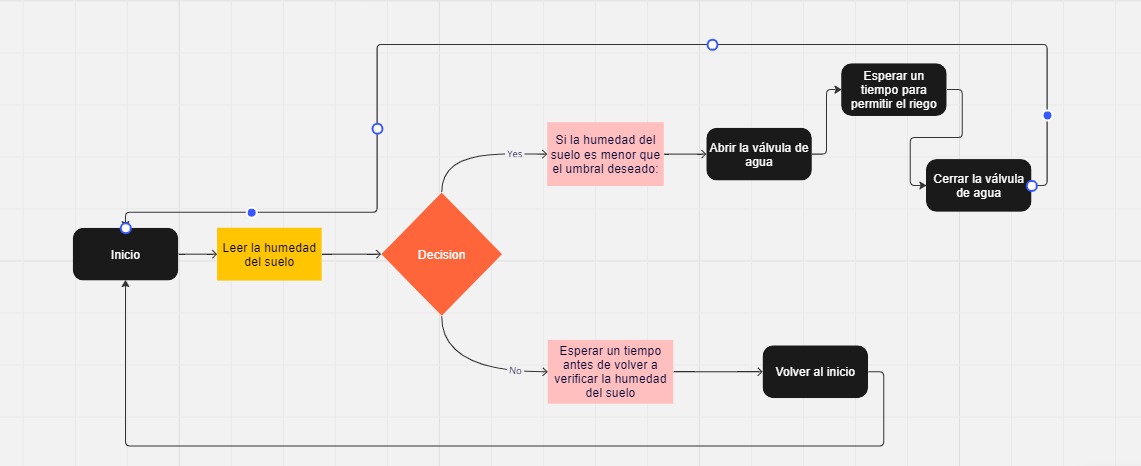 Esperar un
tiempo para
permitir el riego
Si la humedad del
suelo es menor que
el umbral deseado:
Yes
Abrir la válvula de
agua
Cerrar la válvula
de agua
Inicio
Leer la humedad
del suelo
Decision
No
Esperar un tiempo
antes de volver a
verificar la humedad
del suelo
Volver al inicio